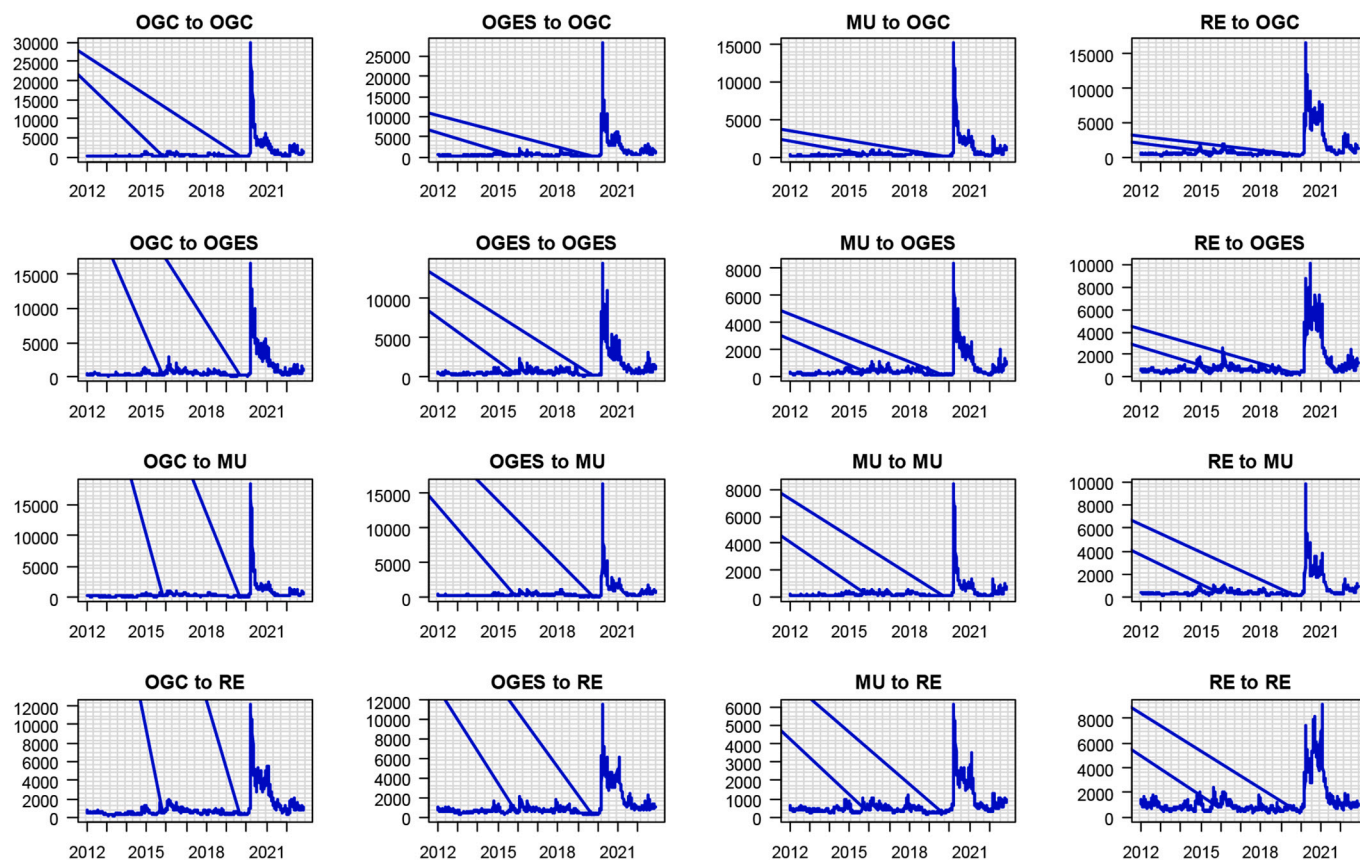 OGC to OGC
30000
25000
20000
15000
10000
5000
0
2012 2015 2018 2021
OGES to OGC
25000
20000
15000
10000
5000
0
2012 2015 2018 2021
MU to OGC
15000
10000
5000
0
2012 2015 2018 2021
RE to OGC
15000
10000
5000
0
2012 2015 2018 2021
OGC to OGES
15000
10000
5000
0
2012 2015 2018 2021
OGES to OGES
10000
5000
0
2012 2015 2018 2021
MU to OGES
8000
6000
4000
2000
0
2012 2015 2018 2021
RE to OGES
10000
8000
6000
4000
2000
0
2012 2015 2018 2021
OGC to MU
15000
10000
5000
0
2012 2015 2018 2021
OGES to MU
15000
10000
5000
0
2012 2015 2018 2021
MU to MU
8000
6000
4000
2000
0
2012 2015 2018 2021
RE to MU
10000
8000
6000
4000
2000
0
2012 2015 2018 2021
OGC to RE
12000
10000
8000
6000
4000
2000
0
2012 2015 2018 2021
OGES to RE
12000
10000
8000
6000
4000
2000
0
2012 2015 2018 2021
MU to RE
6000
5000
4000
3000
2000
1000
0
2012 2015 2018 2021
RE to RE
8000
6000
4000
2000
0
2012 2015 2018 2021